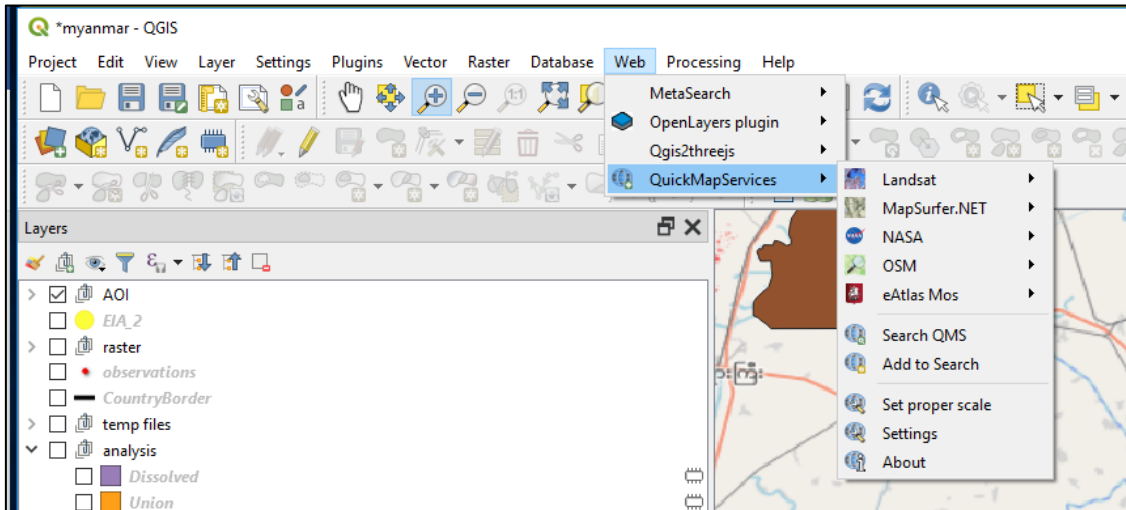 *myanmar - QGIS
Project Edit View Layer Settings Plugins Vector Raster Database Web Processing Help
MetaSearch
OpenLayers plugin
Qgis2threejs
QuickMapServices
Landsat
MapSurfer.NET
NASA
OSM
eAtlas Mos
Search QMS
Add to Search
Set proper scale
Settings
About
Layers
AOI
EIA_2
raster
observations
CountryBorder
temp files
analysis
Dissolved
Union